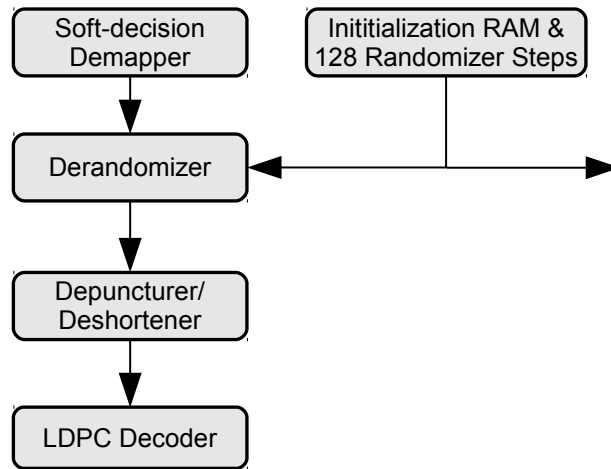 Soft-decision
Demapper
Inititialization RAM &
128 Randomizer Steps
Derandomizer
Depuncturer/
Deshortener
LDPC Decoder